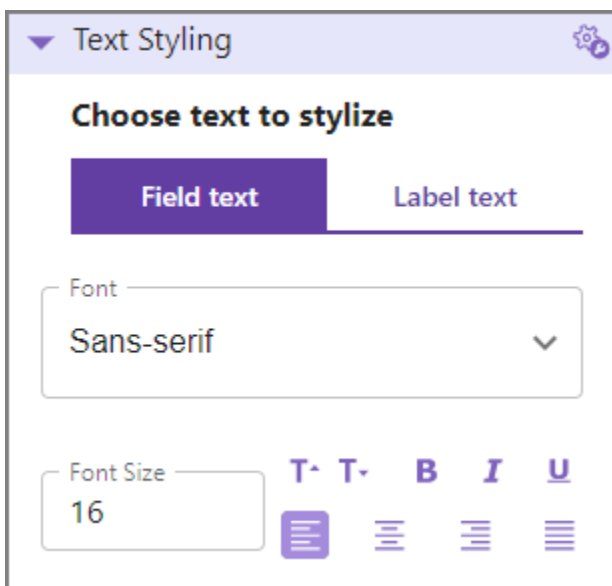 Text Styling
Choose text to stylize
Field text Label text
Font
Sans-serif
Font Size
16
T T B I U